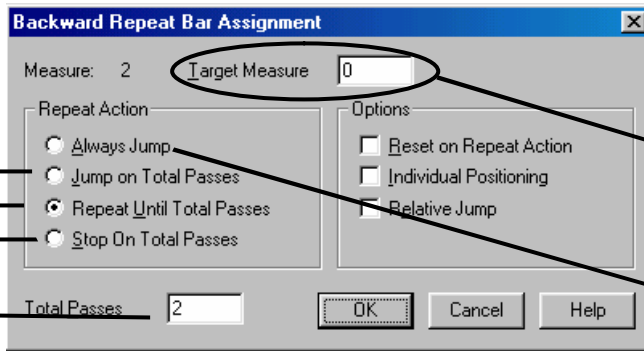 Backward Repeat Bar Assignment
Measure: 2 Target Measure 0
Repeat Action
Always Jump
Jump on Total Passes
Repeat Until Total Passes
Stop On Total Passes
Options
Reset on Repeat Action
Individual Positioning
Relative Jump
Total Passes 2
OK Cancel Help